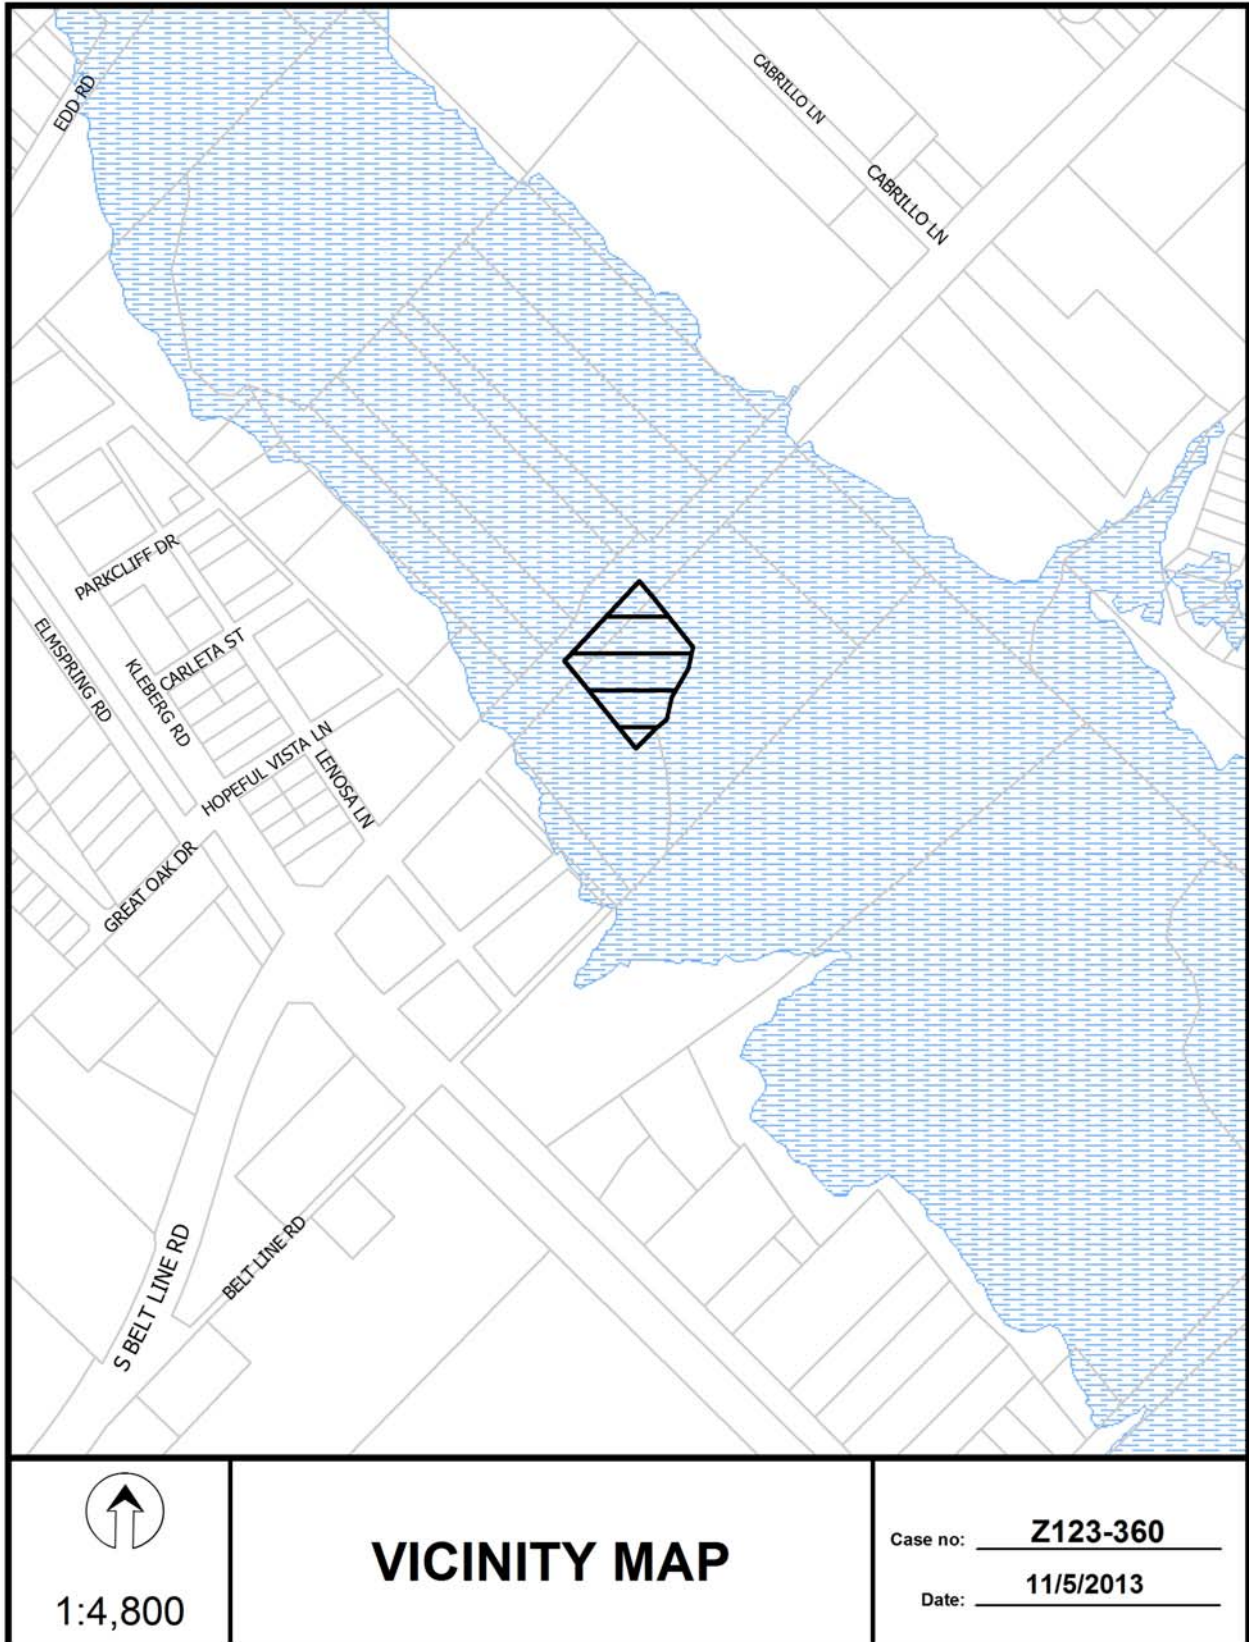 EDD RD
CABRILLO LN
CABRILLO LN
PARKCLIFF DR
ELMSPRING RD
KLEBERG RD
CARLETA ST
HOPEFUL VISTA LN
LENOSA LN
GREAT OAK DR
S BELT LINE RD
BELT LINE RD
1:4,800
VICINITY MAP
Case no: Z123-360
Date: 11/5/2013